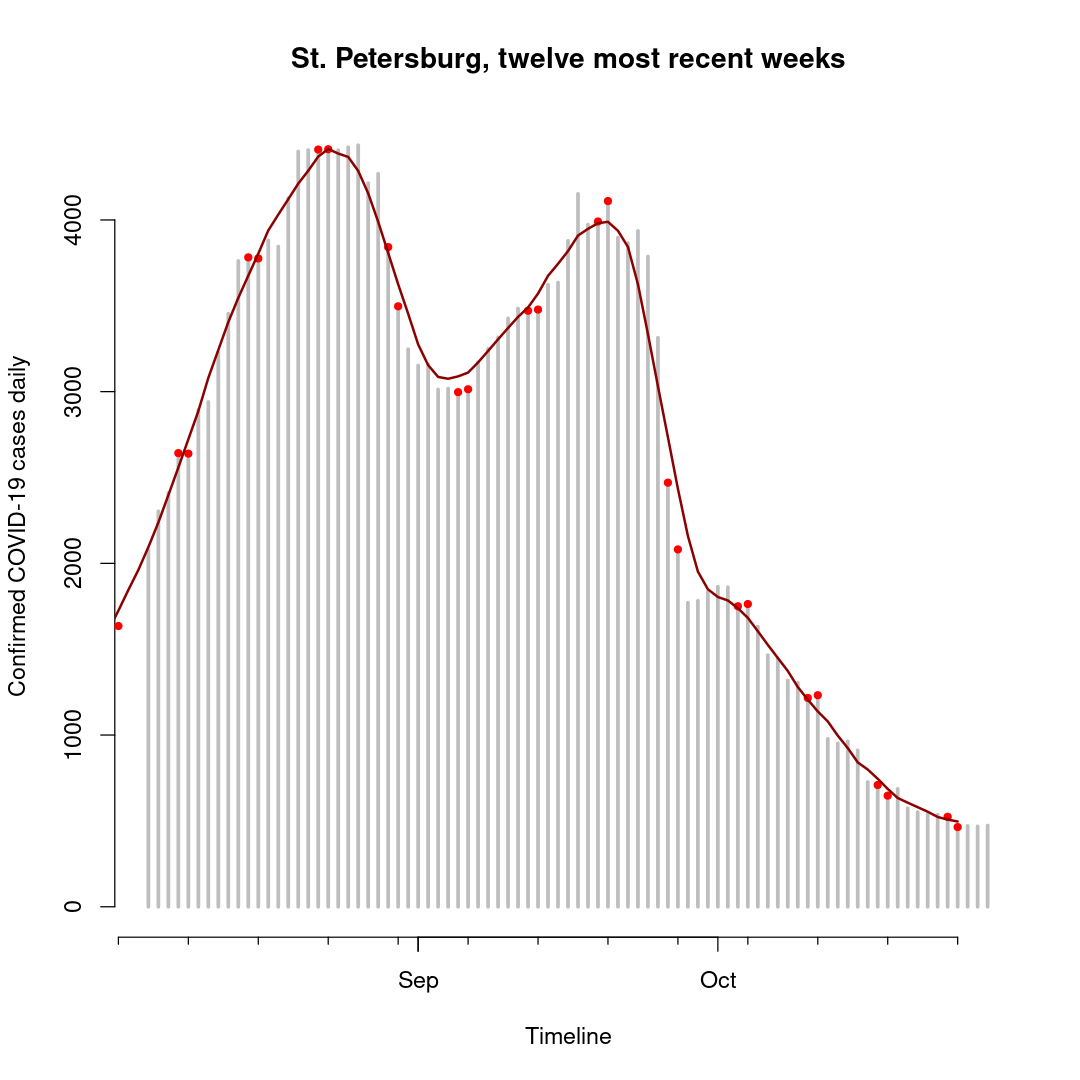 St. Petersburg, twelve most recent weeks
Confirmed COVID-19 cases daily
4000
3000
2000
1000
0
Sep Oct
Timeline